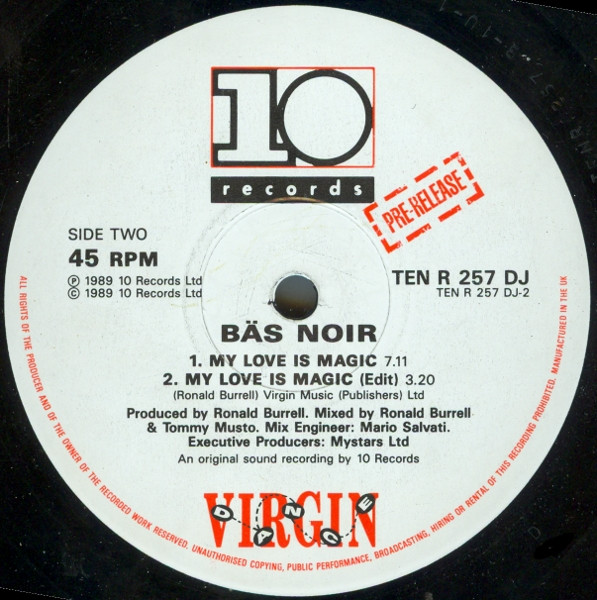 10
records
PRE-RELEASE
SIDE TWO
45 RPM
℗ 1989 10 Records Ltd
© 1989 10 Records Ltd
TEN R 257 DJ
TEN R 257 DJ-2
BÄS NOIR
1. MY LOVE IS MAGIC 7.11
2. MY LOVE IS MAGIC (Edit) 3.20
(Ronald Burrell) Virgin Music (Publishers) Ltd
Produced by Ronald Burrell. Mixed by Ronald Burrell
& Tommy Musto. Mix Engineer: Mario Salvati.
Executive Producers: Mystars Ltd
An original sound recording by 10 Records
VIRGIN
DANCE
ALL RIGHTS OF THE PRODUCER AND OF THE OWNER OF THE RECORDED WORK RESERVED. UNAUTHORISED COPYING, PUBLIC PERFORMANCE, BROADCASTING, HIRING OR RENTAL OF THIS RECORDING PROHIBITED. MANUFACTURED IN THE UK